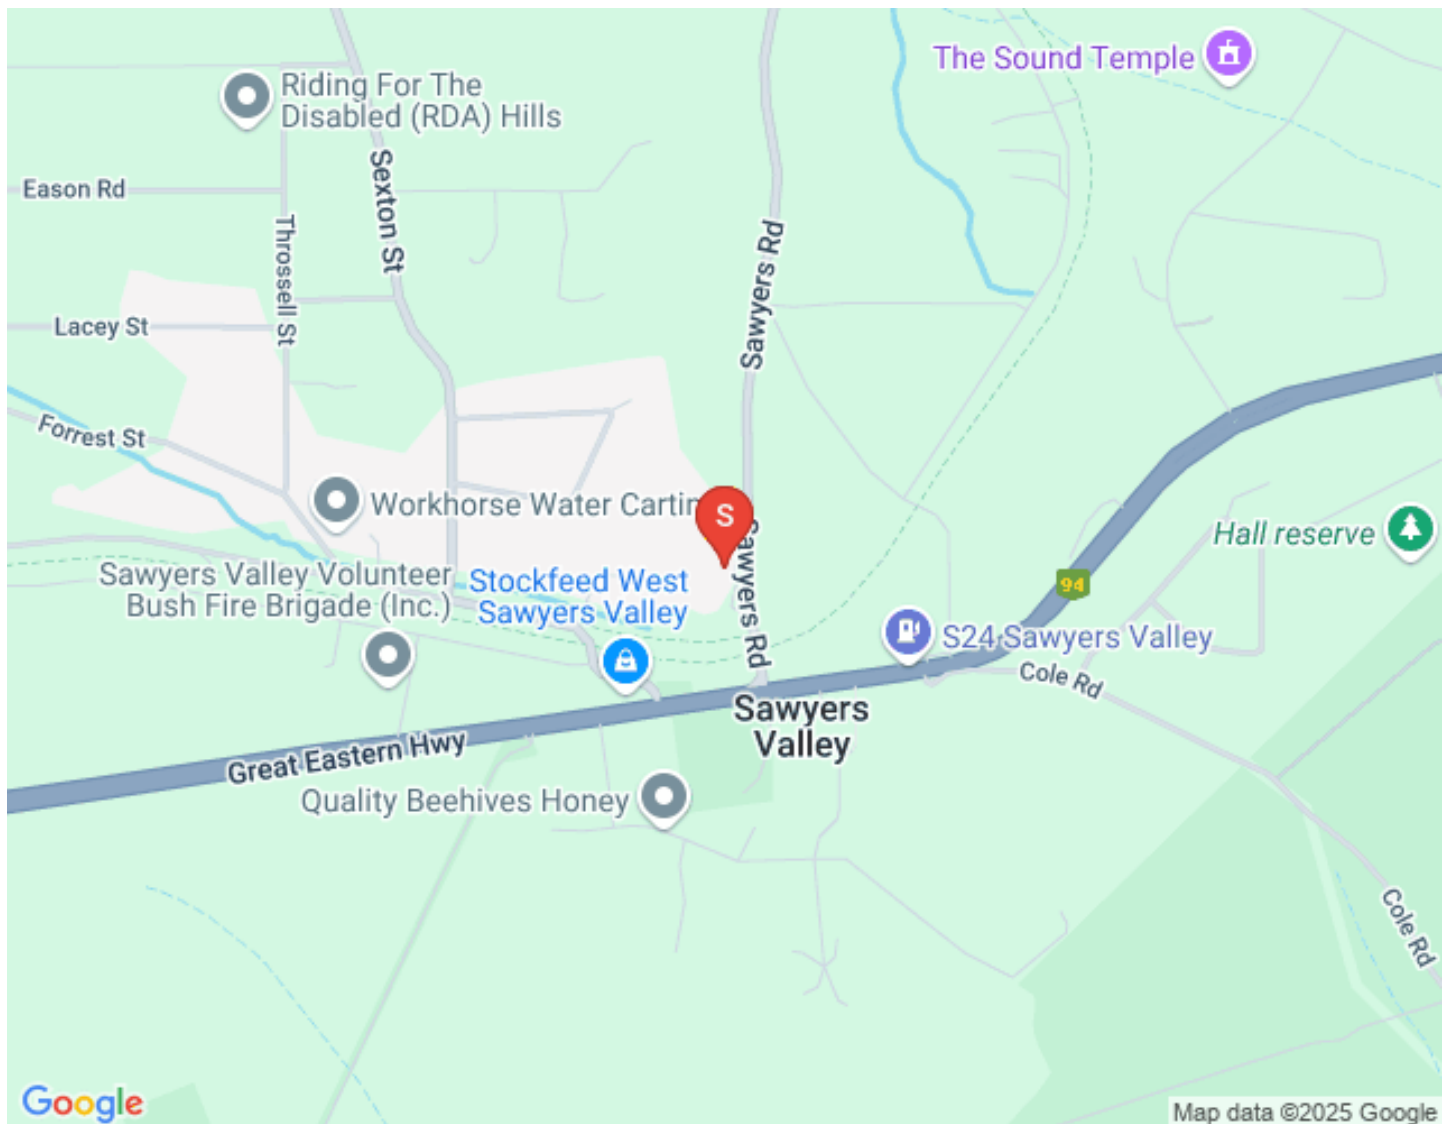 The Sound Temple
Riding For The
Disabled (RDA) Hills
Eason Rd
Sexton St
Throssell St
Sawyers Rd
Lacey St
Forrest St
Workhorse Water Cartin
S
Sawyers Rd
Hall reserve
94
Sawyers Valley Volunteer
Bush Fire Brigade (Inc.)
Stockfeed West
Sawyers Valley
S24 Sawyers Valley
Cole Rd
Sawyers
Valley
Great Eastern Hwy
Quality Beehives Honey
Cole Rd
Google
Map data ©2025 Google